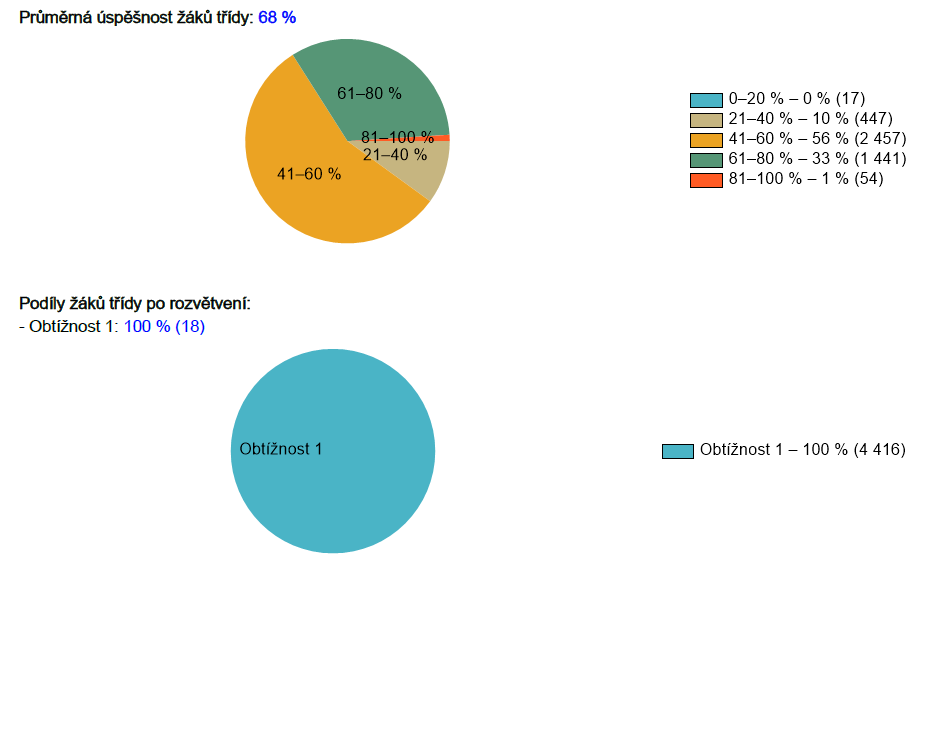 Průměrná úspěšnost žáků třídy: 68 %
61–80 %
81–100 %
21–40 %
41–60 %
0–20 % – 0 % (17)
21–40 % – 10 % (447)
41–60 % – 56 % (2 457)
61–80 % – 33 % (1 441)
81–100 % – 1 % (54)
Podíly žáků třídy po rozvětvení:
- Obtížnost 1: 100 % (18)
Obtížnost 1
Obtížnost 1 – 100 % (4 416)